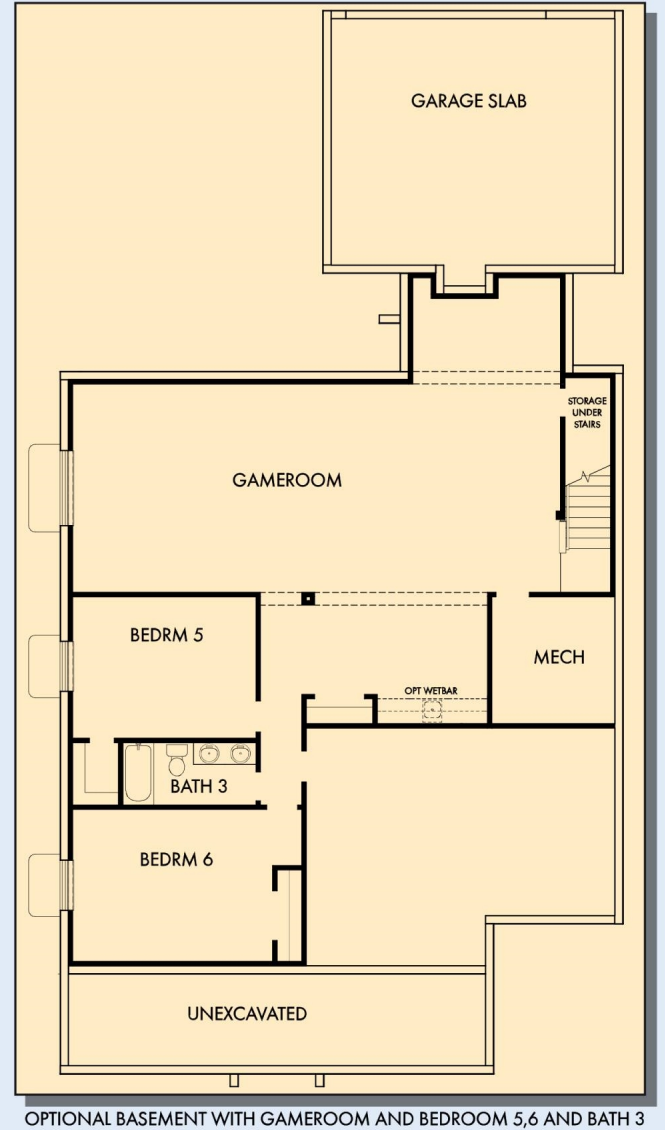 GARAGE SLAB
STORAGE
UNDER
STAIRS
GAMEROOM
BEDRM 5
MECH
OPT WETBAR
BATH 3
BEDRM 6
UNEXCAVATED
OPTIONAL BASEMENT WITH GAMEROOM AND BEDROOM 5,6 AND BATH 3